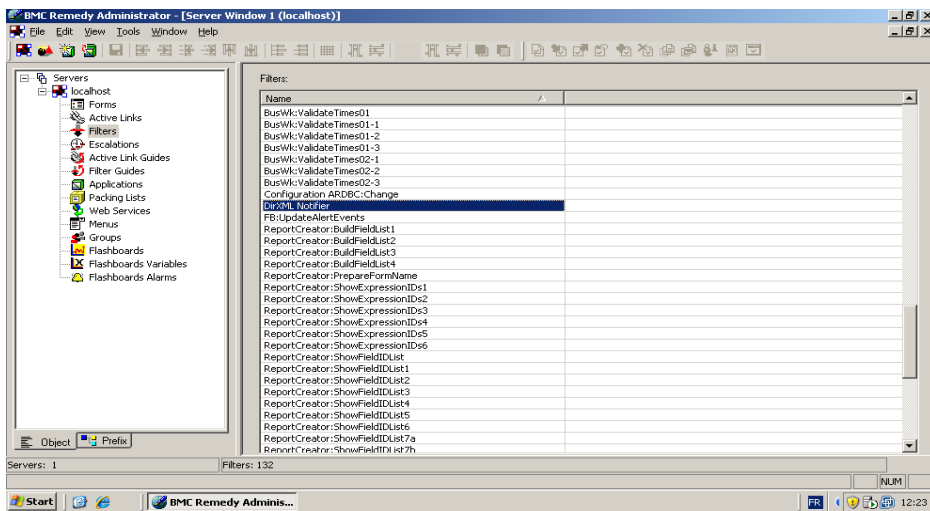 BMC Remedy Administrator - [Server Window 1 (localhost)]
File Edit View Tools Window Help
Servers
localhost
Forms
Active Links
Filters
Escalations
Active Link Guides
Filter Guides
Applications
Packing Lists
Web Services
Menus
Groups
Flashboards
Flashboards Variables
Flashboards Alarms
Object Prefix
Filters:
Name
BusWk:ValidateTimes01
BusWk:ValidateTimes01-1
BusWk:ValidateTimes01-2
BusWk:ValidateTimes01-3
BusWk:ValidateTimes02-1
BusWk:ValidateTimes02-2
BusWk:ValidateTimes02-3
Configuration ARDBC:Change
DirXML Notifier
FB:UpdateAlertEvents
ReportCreator:BuildFieldList1
ReportCreator:BuildFieldList2
ReportCreator:BuildFieldList3
ReportCreator:BuildFieldList4
ReportCreator:PrepareFormName
ReportCreator:ShowExpressionIDs1
ReportCreator:ShowExpressionIDs2
ReportCreator:ShowExpressionIDs3
ReportCreator:ShowExpressionIDs4
ReportCreator:ShowExpressionIDs5
ReportCreator:ShowExpressionIDs6
ReportCreator:ShowFieldIDList
ReportCreator:ShowFieldIDList1
ReportCreator:ShowFieldIDList2
ReportCreator:ShowFieldIDList3
ReportCreator:ShowFieldIDList4
ReportCreator:ShowFieldIDList5
ReportCreator:ShowFieldIDList6
ReportCreator:ShowFieldIDList7a
ReportCreator:ShowFieldIDList7b
Servers: 1 Filters: 132
NUM
Start BMC Remedy Adminis... FR 12:23